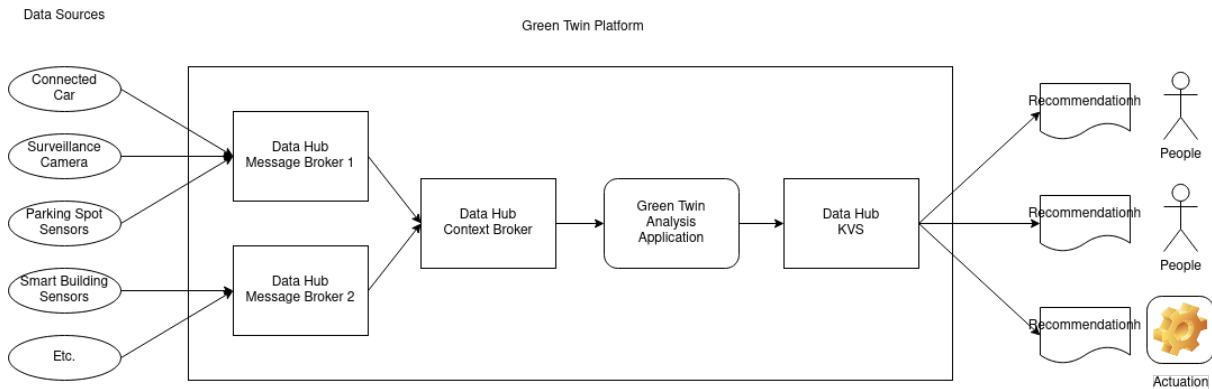 Data Sources
Green Twin Platform
Connected
Car
Surveillance
Camera
Parking Spot
Sensors
Smart Building
Sensors
Etc.
Data Hub
Message Broker 1
Data Hub
Message Broker 2
Data Hub
Context Broker
Green Twin
Analysis
Application
Data Hub
KVS
Recommendationh
People
Recommendationh
People
Recommendationh
Actuation